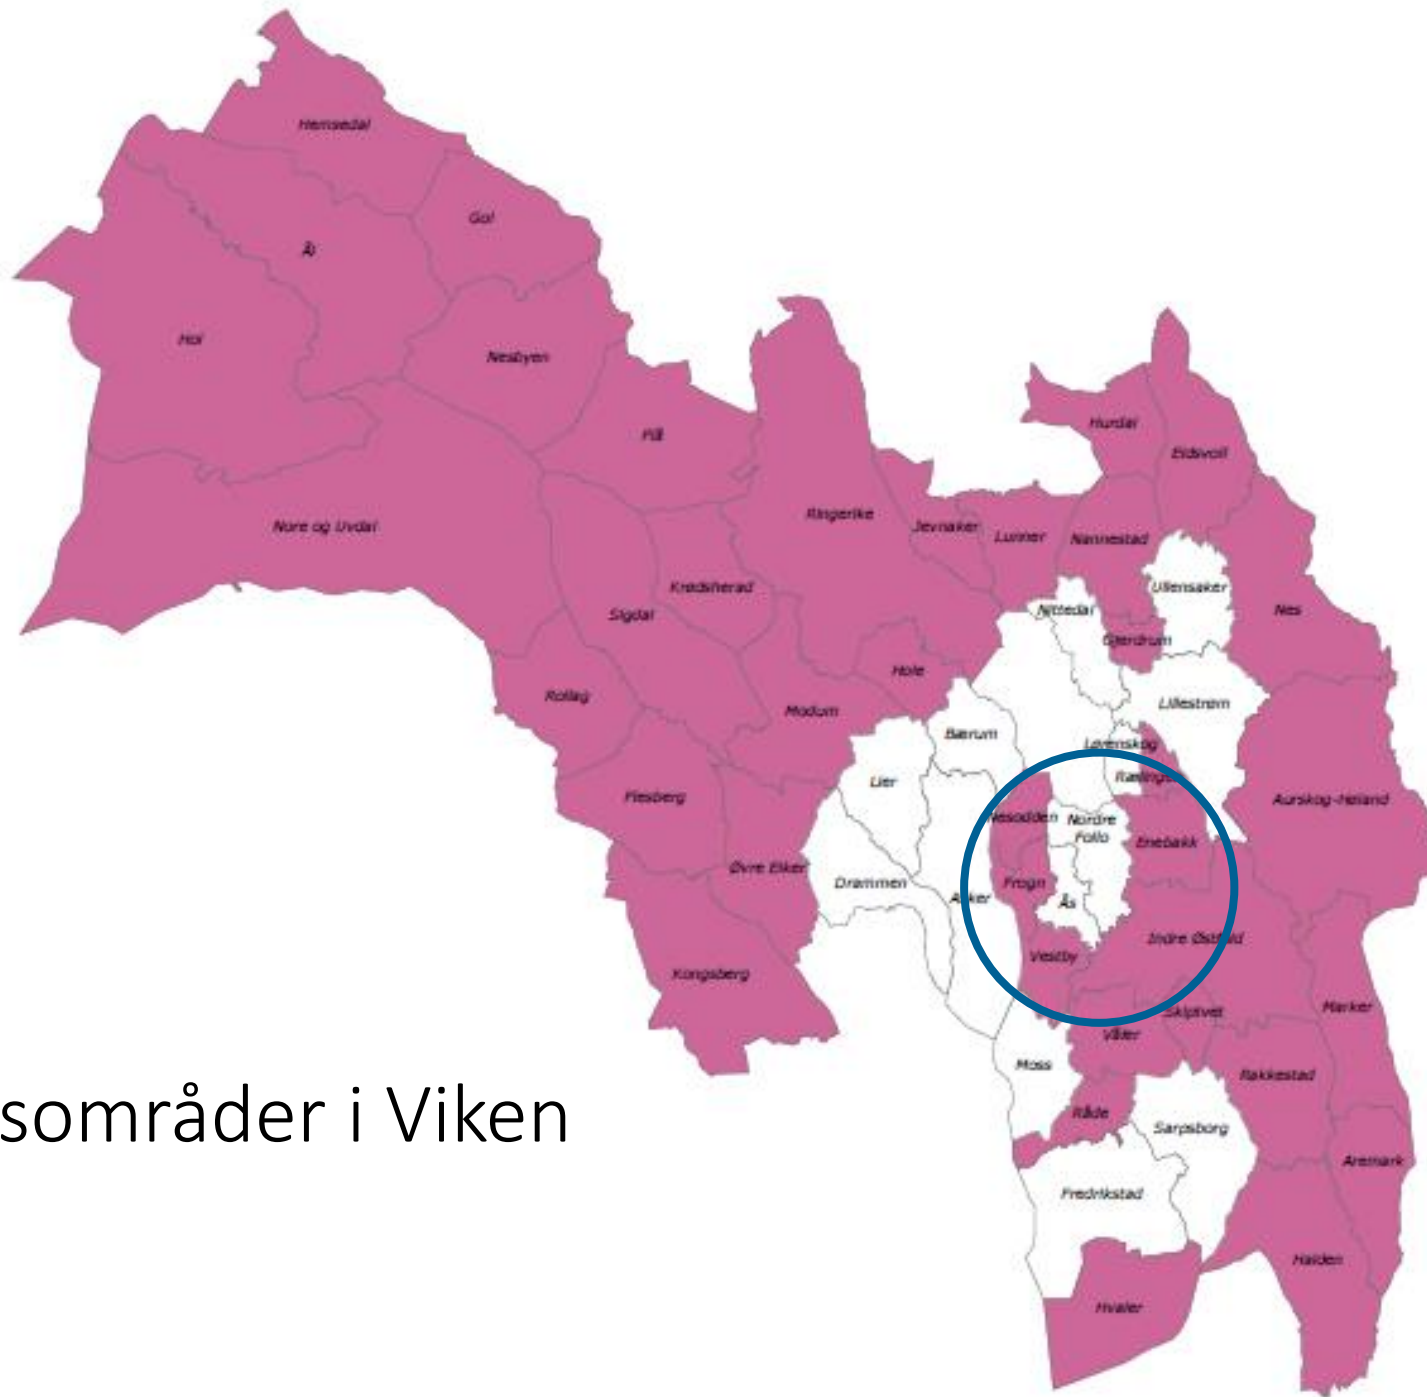 Hemsedal
Gol
Ål
Hol
Nesbyen
Flå
Hurdal
Eidsvoll
Nore og Uvdal
Ringerike
Jevnaker
Lunner
Nannestad
Krødsherad
Ullensaker
Sigdal
Nittedal
Nes
Gjerdrum
Hole
Rollag
Modum
Lillestrøm
Bærum
Lørenskog
Lier
Rælingen
Flesberg
Aurskog-Høland
Nesodden
Nordre
Follo
Enebakk
Øvre Eiker
Drammen
Frogn
Asker
Ås
Indre Østfold
Vestby
Kongsberg
Marker
Skiptvet
Våler
Moss
Rakkestad
sområder i Viken
Råde
Sarpsborg
Aremark
Fredrikstad
Halden
Hvaler